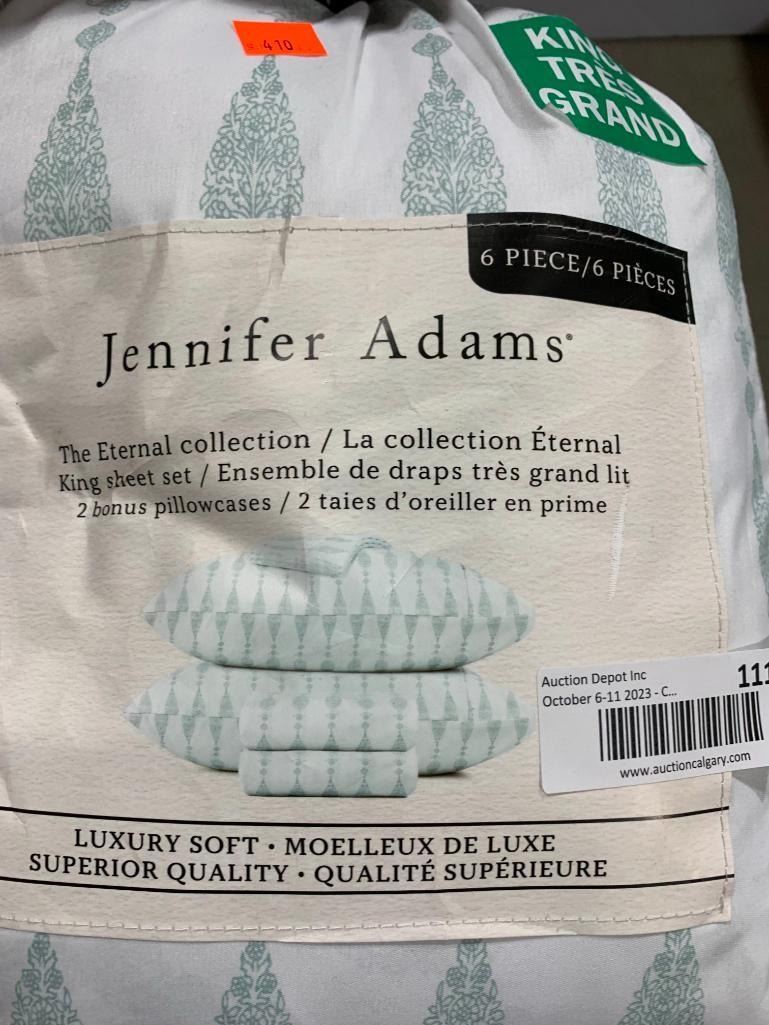 410
KING
TRÈS
GRAND
6 PIECE/6 PIÈCES
Jennifer Adams®
The Eternal collection / La collection Éternal
King sheet set / Ensemble de draps très grand lit
2 bonus pillowcases / 2 taies d'oreiller en prime
Auction Depot Inc
October 6-11 2023 - C...
111
www.auctioncalgary.com
LUXURY SOFT • MOELLEUX DE LUXE
SUPERIOR QUALITY • QUALITÉ SUPÉRIEURE